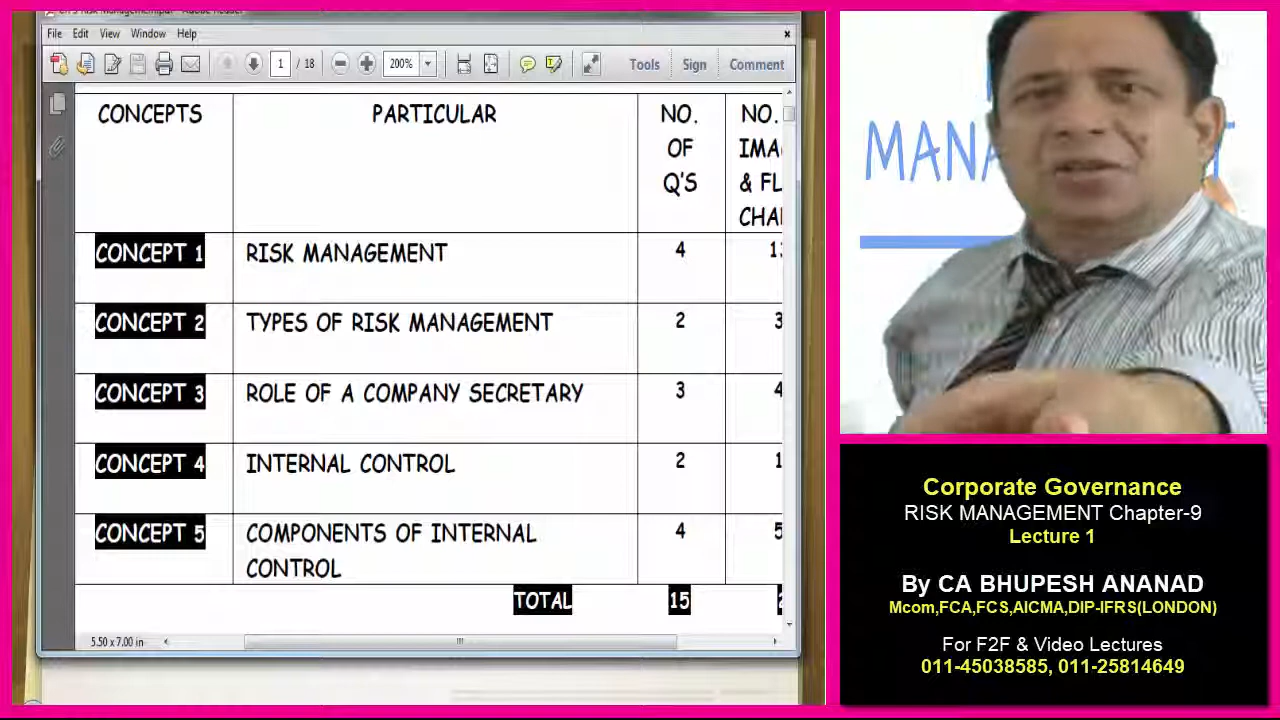 File Edit View Window Help
1 / 18 200% Tools Sign Comment
CONCEPTS PARTICULAR NO. OF Q'S NO.
& FL
CONCEPT 1 RISK MANAGEMENT 4
CONCEPT 2 TYPES OF RISK MANAGEMENT 2 3
CONCEPT 3 ROLE OF A COMPANY SECRETARY 3 4
CONCEPT 4 INTERNAL CONTROL 2 1
CONCEPT 5 COMPONENTS OF INTERNAL CONTROL 4 5
TOTAL 15
5.50 x 7.00 in
MANA T
Corporate Governance
RISK MANAGEMENT Chapter-9
Lecture 1
By CA BHUPESH ANANAD
Mcom,FCA,FCS,AICMA,DIP-IFRS(LONDON)
For F2F & Video Lectures
011-45038585, 011-25814649